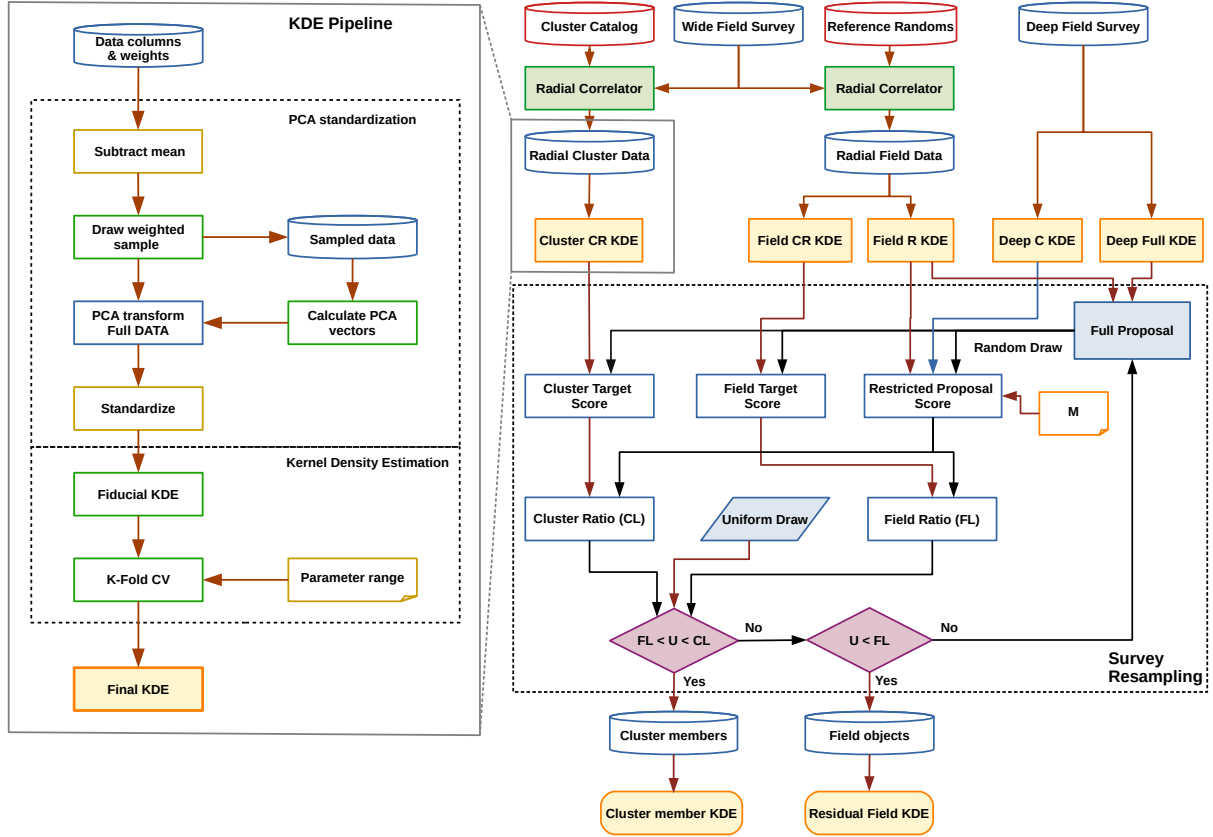 KDE Pipeline
Data columns
& weights
PCA standardization
Subtract mean
Draw weighted
sample
Sampled data
PCA transform
Full DATA
Calculate PCA
vectors
Standardize
Kernel Density Estimation
Fiducial KDE
K-Fold CV
Parameter range
Final KDE
Cluster Catalog
Wide Field Survey
Reference Randoms
Deep Field Survey
Radial Correlator
Radial Correlator
Radial Cluster Data
Radial Field Data
Cluster CR KDE
Field CR KDE
Field R KDE
Deep C KDE
Deep Full KDE
Full Proposal
Random Draw
Cluster Target
Score
Field Target
Score
Restricted Proposal
Score
M
Cluster Ratio (CL)
Uniform Draw
Field Ratio (FL)
FL < U < CL
No
U < FL
No
Yes
Yes
Survey
Resampling
Cluster members
Field objects
Cluster member KDE
Residual Field KDE